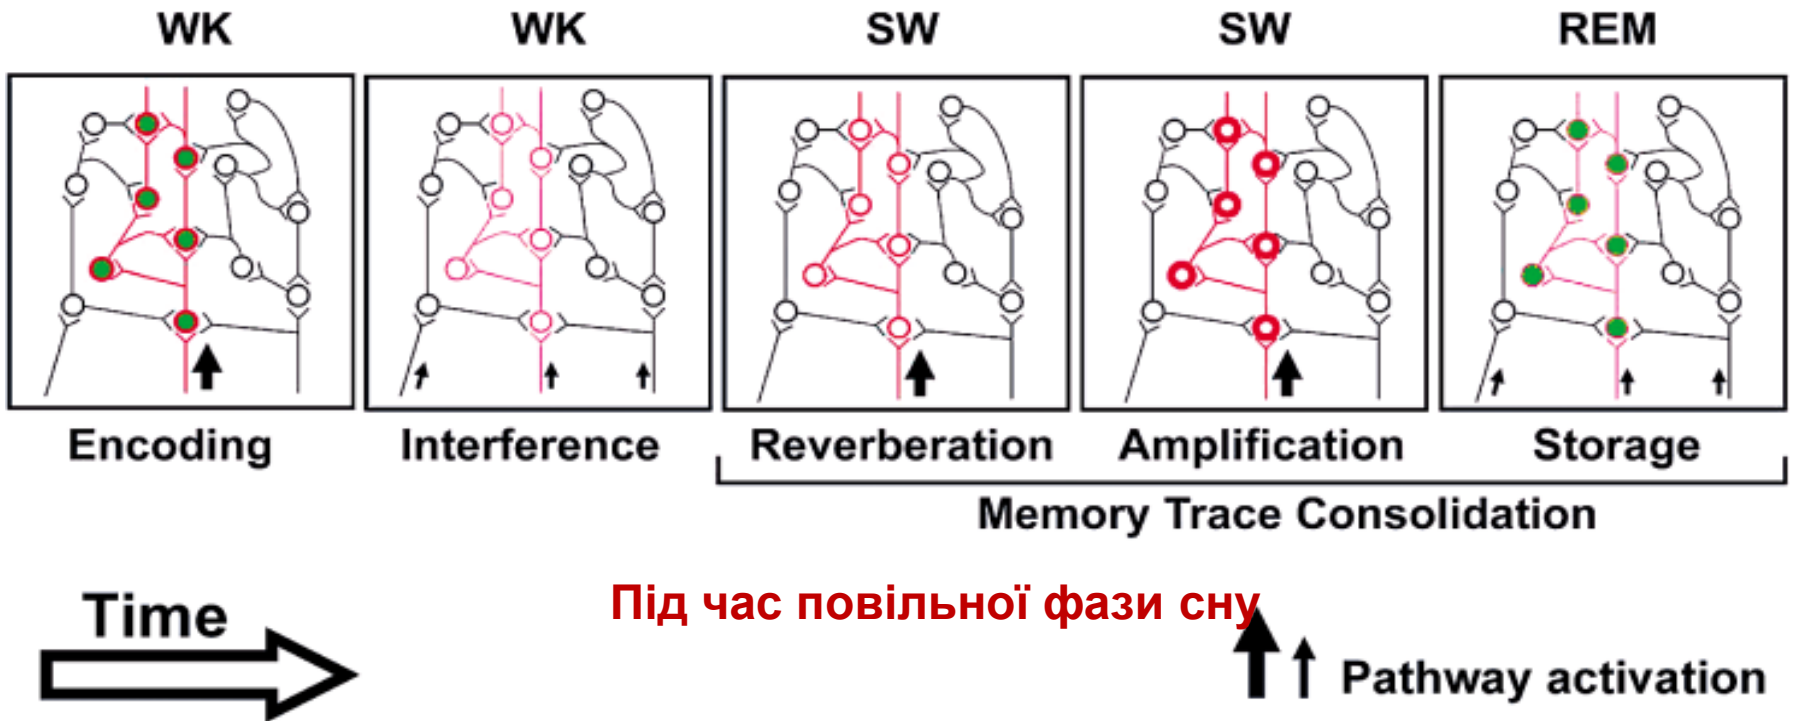 WK WK SW SW REM
Encoding Interference Reverberation Amplification Storage
Memory Trace Consolidation
Під час повільної фази сну
Time
Pathway activation